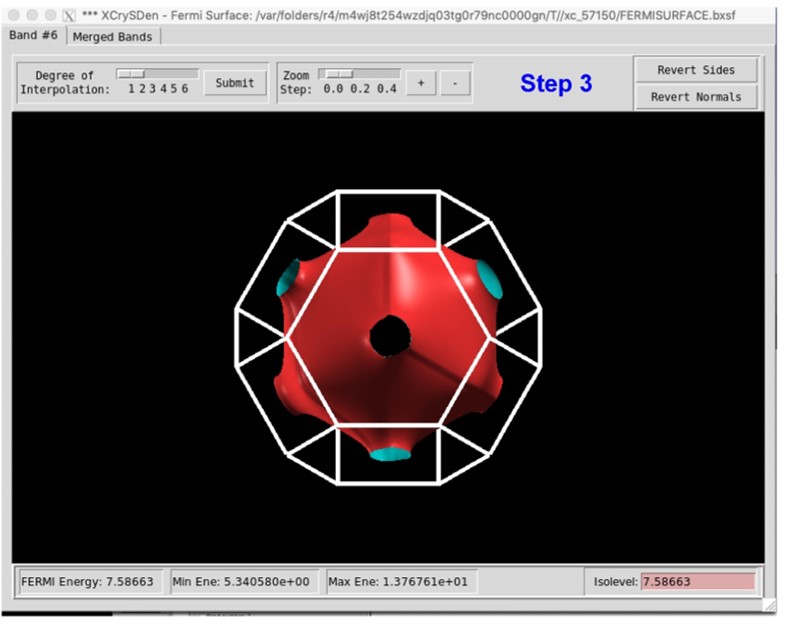 *** XCrySDen - Fermi Surface: /var/folders/r4/m4wj8t254wzdjq03tg0r79nc0000gn/T//xc_57150/FERMISURFACE.bxsf
Band #6 Merged Bands
Degree of
Interpolation:
1 2 3 4 5 6
Submit
Zoom
Step:
0.0 0.2 0.4
+
-
Step 3
Revert Sides
Revert Normals
FERMI Energy: 7.58663
Min Ene: 5.340580e+00
Max Ene: 1.376761e+01
Isolevel: 7.58663